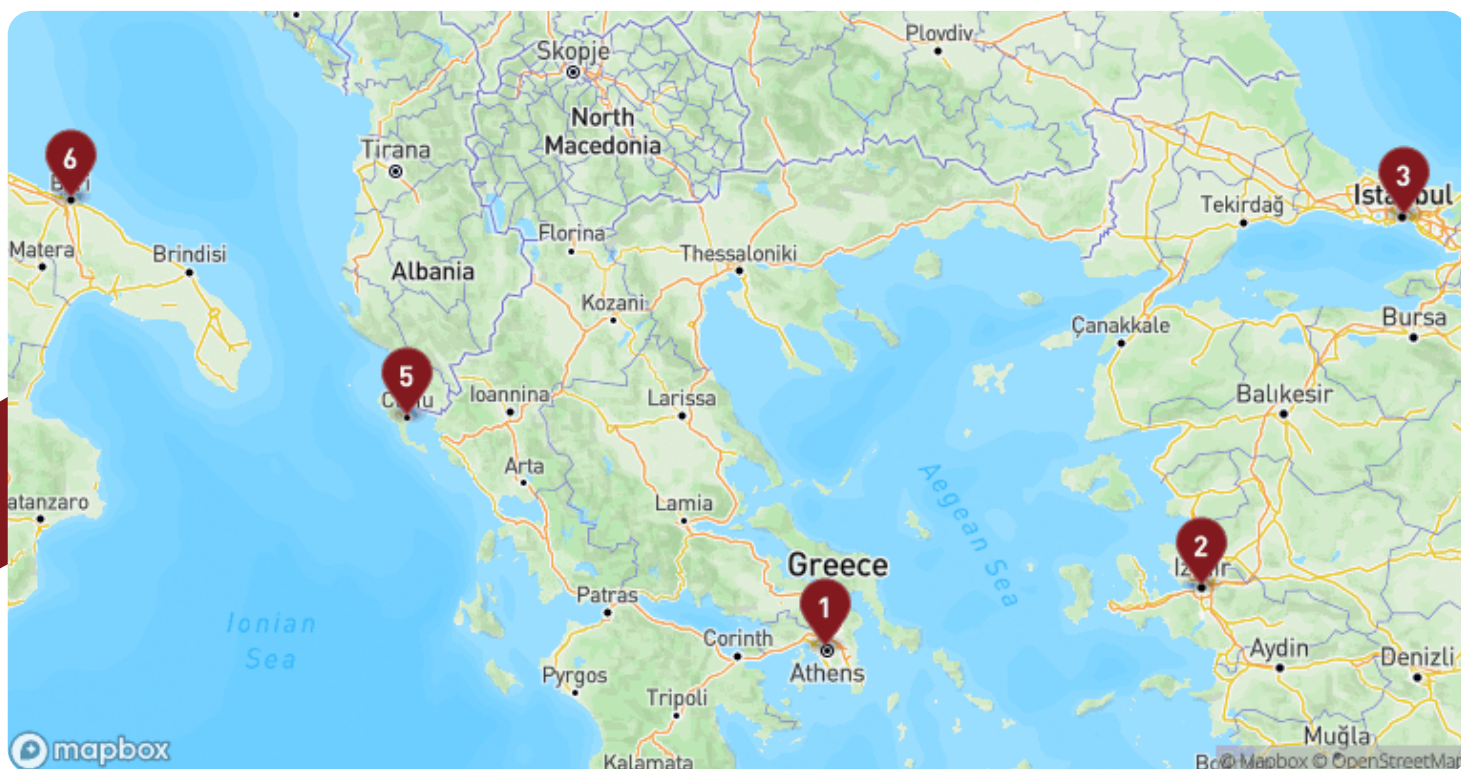 Plovdiv
Skopje
North
Macedonia
6
Tirana
3
Istanbul
Tekirdağ
Matera
Brindisi
Florina
Thessaloniki
Albania
Kozani
Çanakkale
Bursa
5
Ioannina
Larissa
Balıkesir
Arta
atanzaro
Lamia
Aegean Sea
2
Greece
1
Patras
Ionian
Sea
Corinth
Athens
Aydin
Denizli
Pyrgos
Tripoli
Muğla
mapbox
Kalamata
© Mapbox © OpenStreetMap